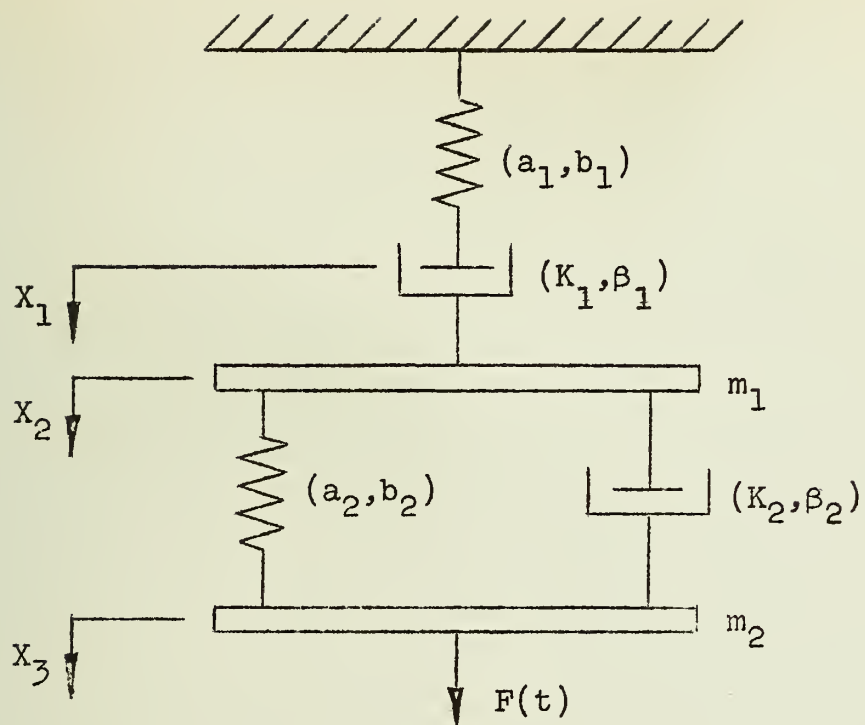 (a₁,b₁)
(K₁,β₁)
X₁
m₁
X₂
(a₂,b₂)
(K₂,β₂)
m₂
X₃
F(t)